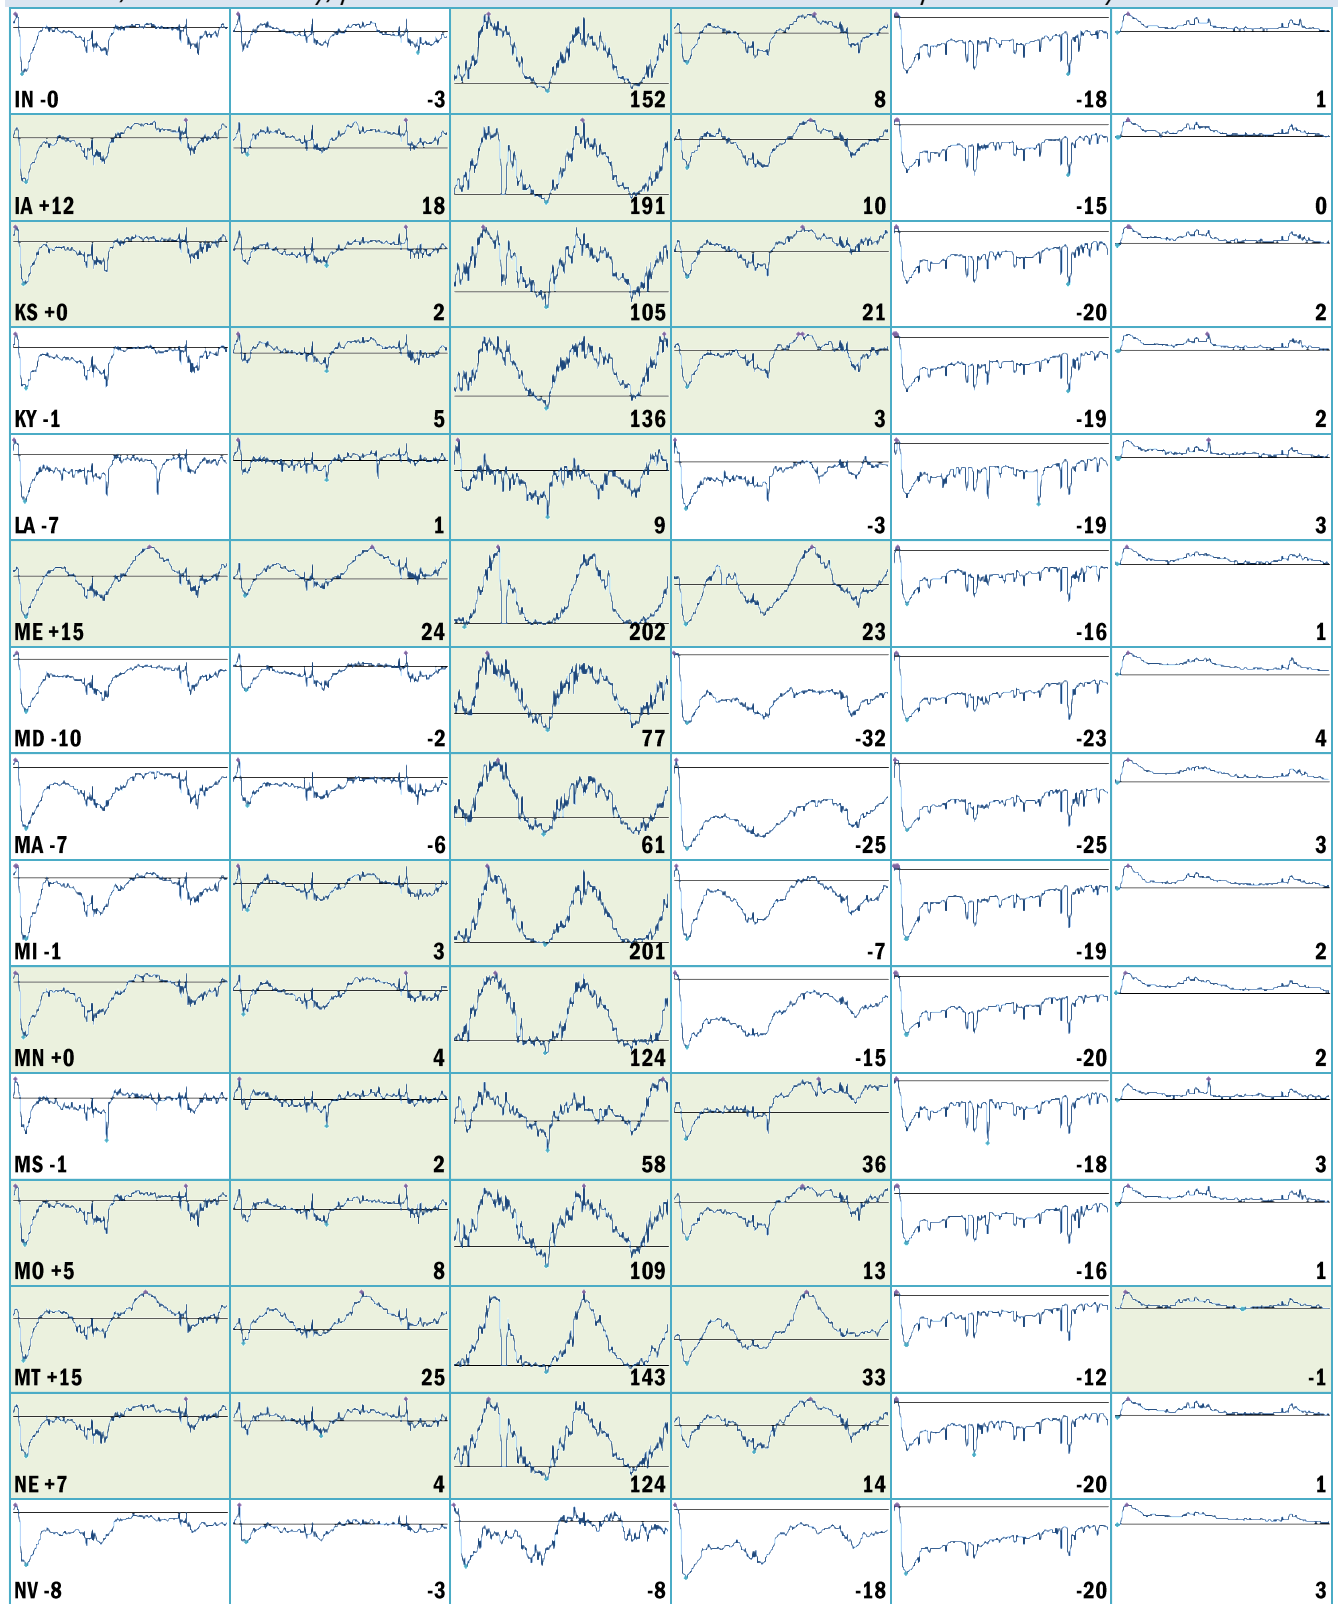 IN -0 -3 152 8 -18 1
IA +12 18 191 10 -15 0
KS +0 2 105 21 -20 2
KY -1 5 136 3 -19 2
LA -7 1 9 -3 -19 3
ME +15 24 202 23 -16 1
MD -10 -2 77 -32 -23 4
MA -7 -6 61 -25 -25 3
MI -1 3 201 -7 -19 2
MN +0 4 124 -15 -20 2
MS -1 2 58 36 -18 3
MO +5 8 109 13 -16 1
MT +15 25 143 33 -12 -1
NE +7 4 124 14 -20 1
NV -8 -3 -8 -18 -20 3